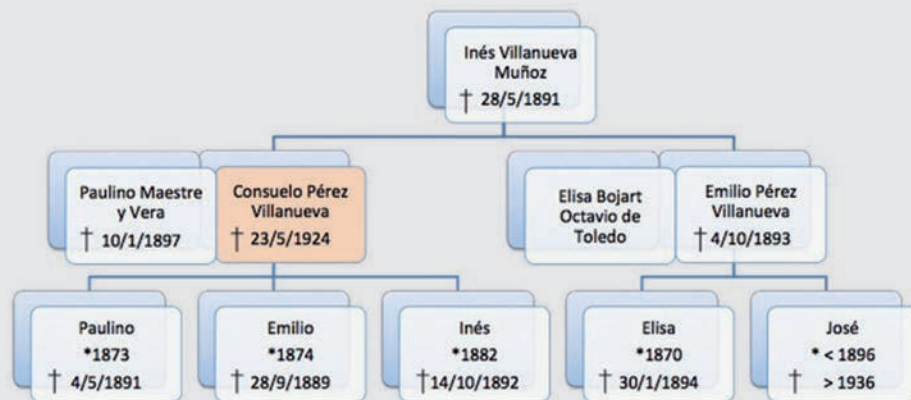 Inés Villanueva
Muñoz
† 28/5/1891
Paulino Maestre
y Vera
† 10/1/1897
Consuelo Pérez
Villanueva
† 23/5/1924
Elisa Bojart
Octavio de
Toledo
Emilio Pérez
Villanueva
† 4/10/1893
Paulino
*1873
† 4/5/1891
Emilio
*1874
† 28/9/1889
Inés
*1882
† 14/10/1892
Elisa
*1870
† 30/1/1894
José
* < 1896
† > 1936